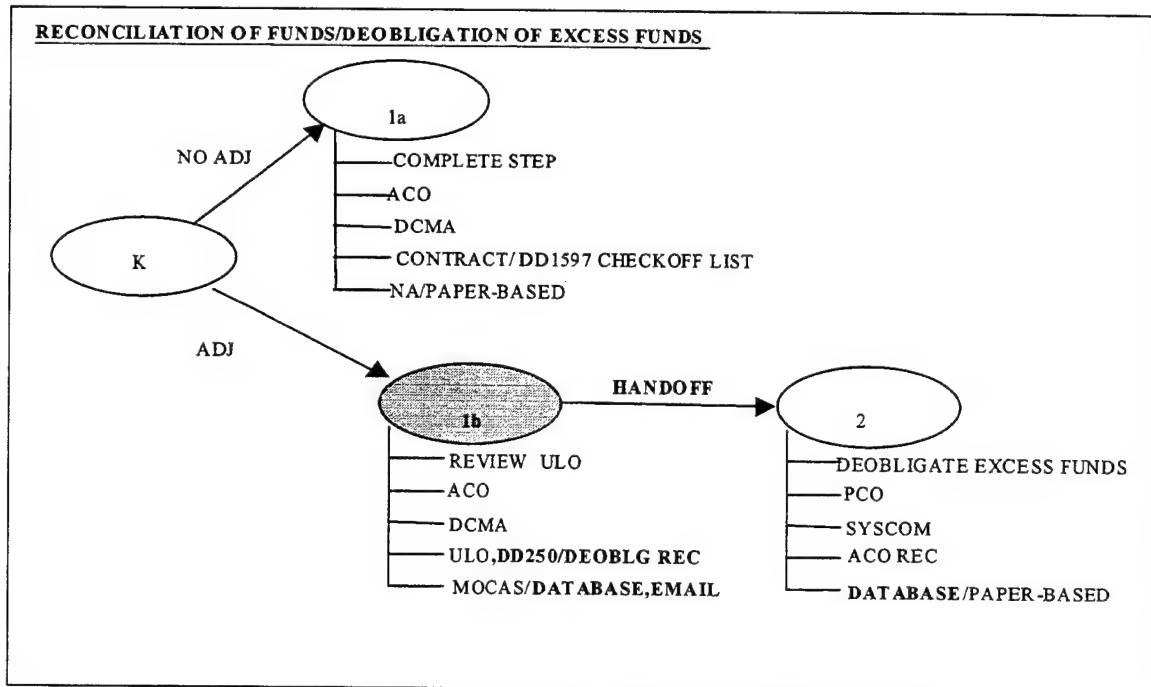 RECONCILIATION OF FUNDS/DEOBLIGATION OF EXCESS FUNDS
1a
NO ADJ
COMPLETE STEP
ACO
DCMA
CONTRACT/DD1597 CHECKOFF LIST
NA/PAPER-BASED
K
ADJ
HANDOFF
1b
2
REVIEW ULO
ACO
DCMA
ULO,DD250/DEOBLG REC
MOCAS/DATABASE,EMAIL
DEOBLIGATE EXCESS FUNDS
PCO
SYSCOM
ACO REC
DATABASE/PAPER-BASED